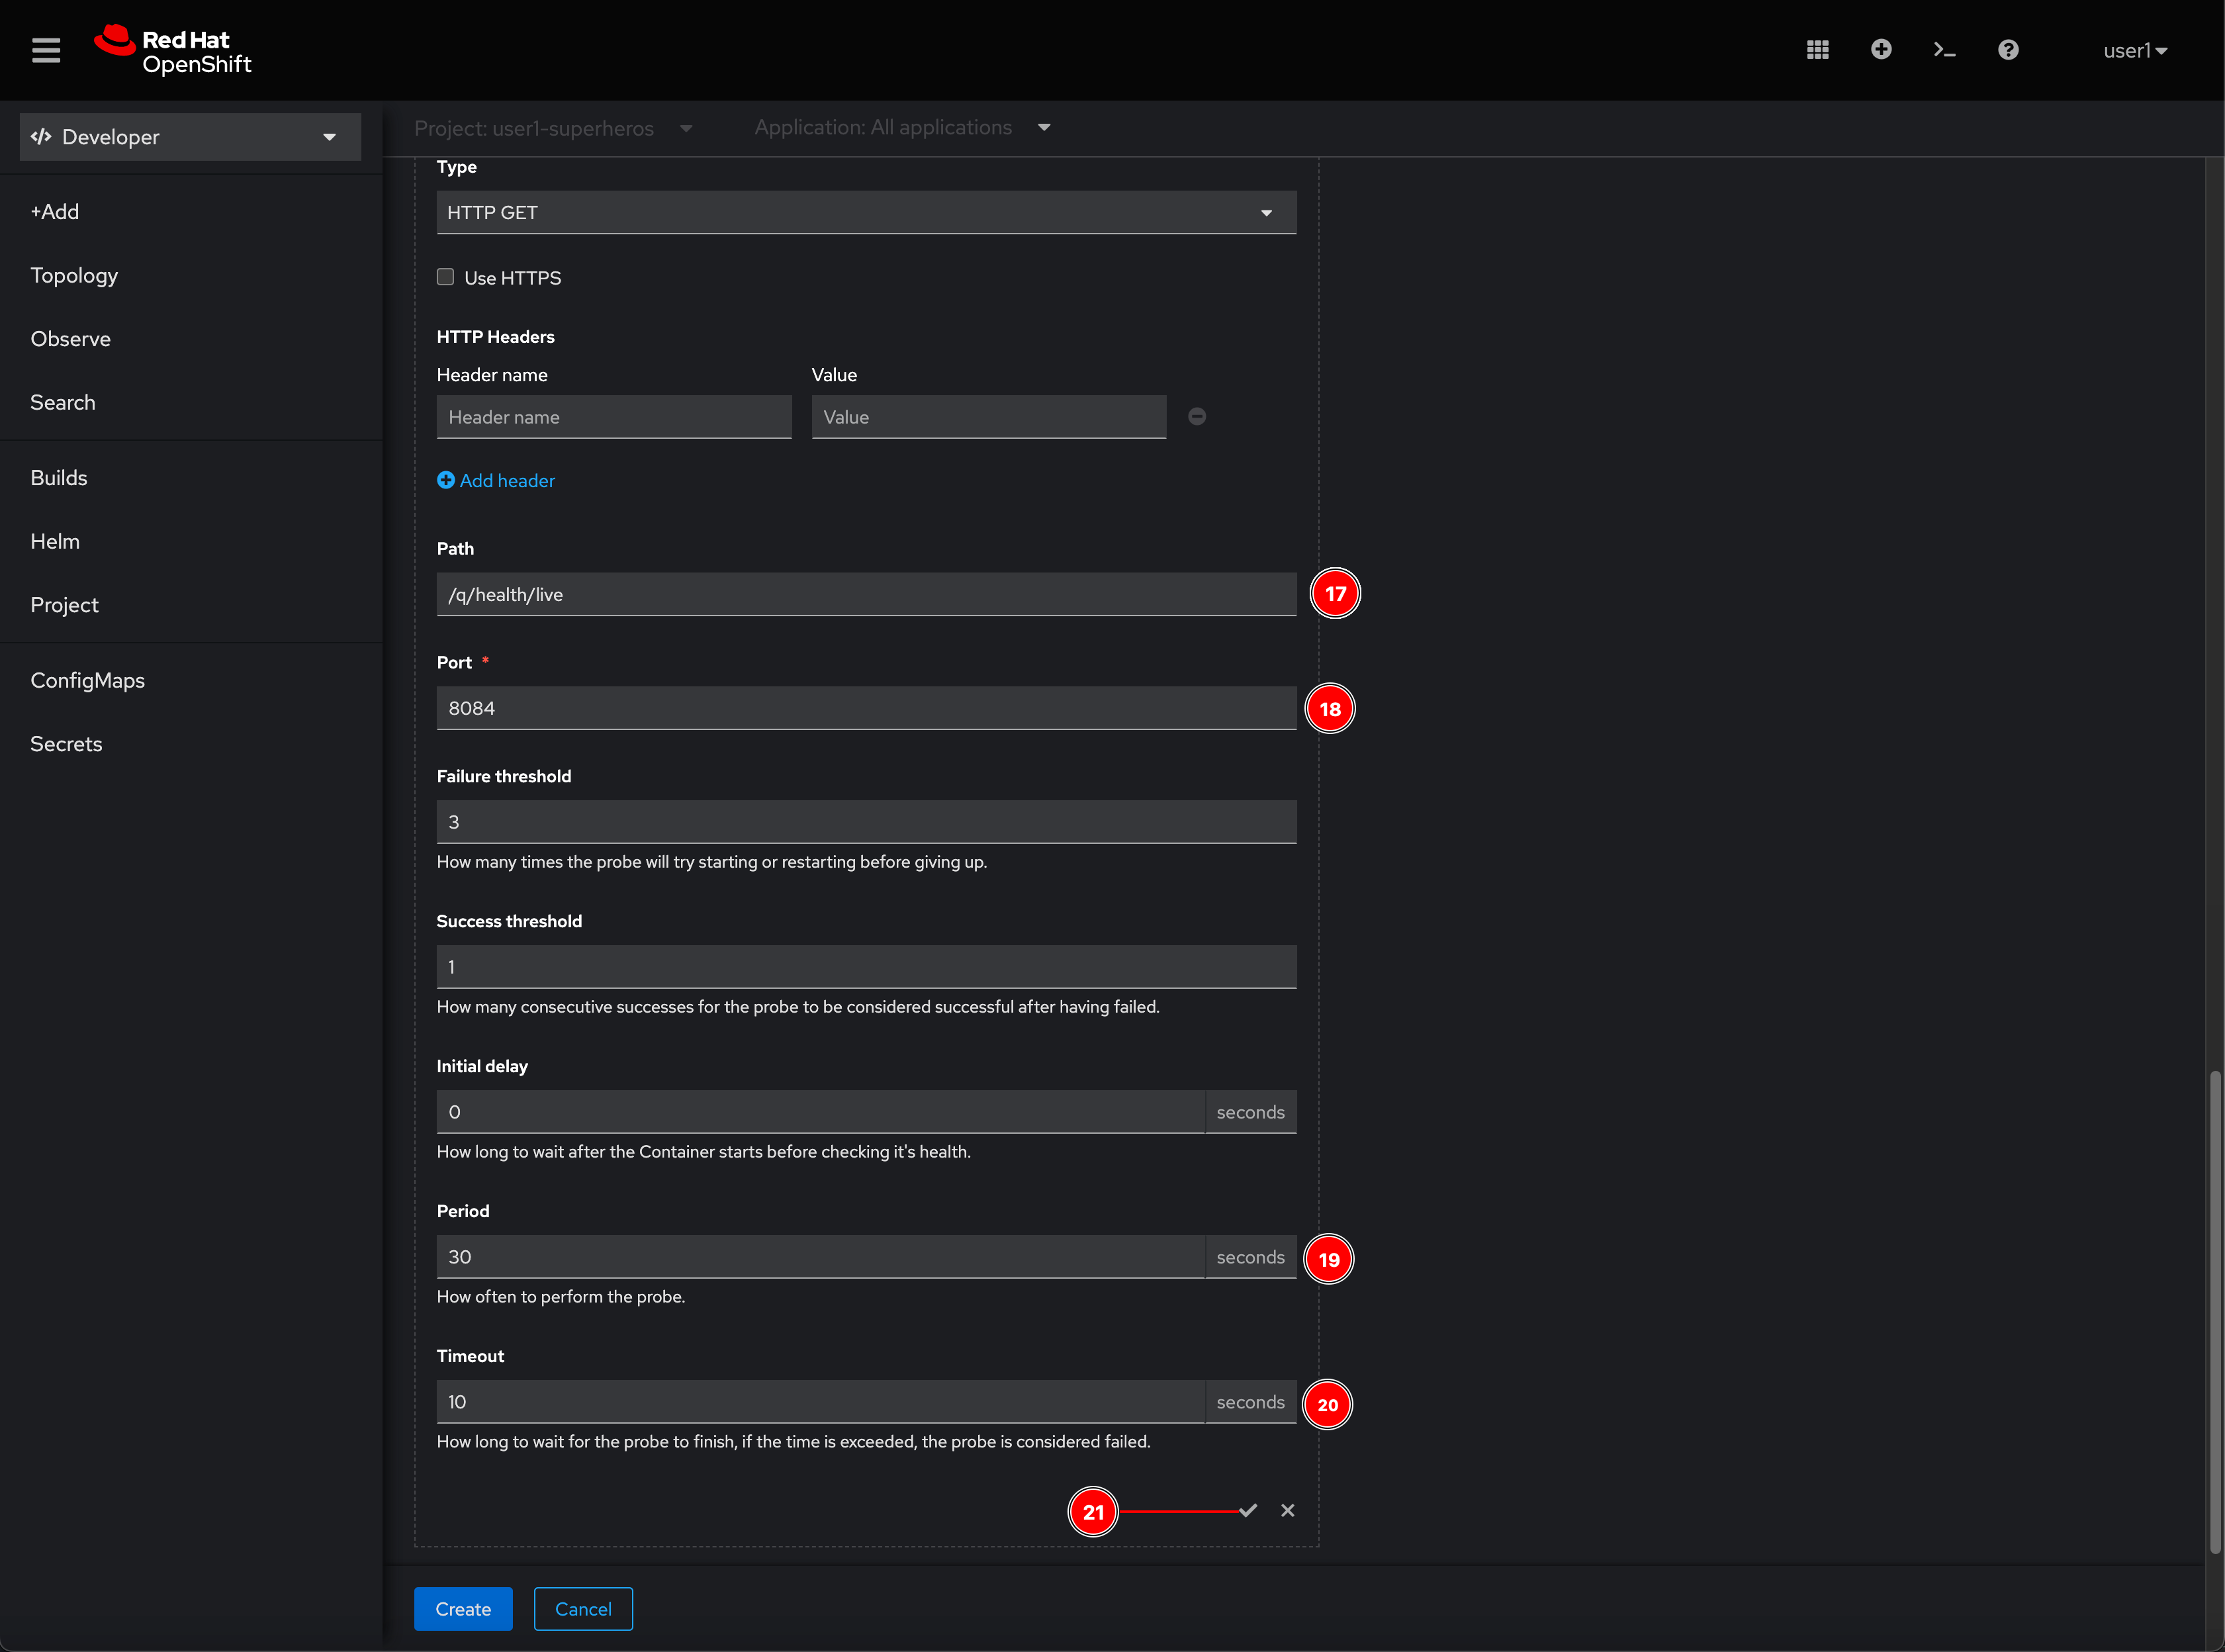 Red Hat
OpenShift
user1
Developer
Project: user1-superheros
Application: All applications
+Add
Topology
Observe
Search
Builds
Helm
Project
ConfigMaps
Secrets
Type
HTTP GET
Use HTTPS
HTTP Headers
Header name Value
Header name Value
Add header
Path
/q/health/live
17
Port *
8084
18
Failure threshold
3
How many times the probe will try starting or restarting before giving up.
Success threshold
1
How many consecutive successes for the probe to be considered successful after having failed.
Initial delay
0 seconds
How long to wait after the Container starts before checking it's health.
Period
30 seconds
19
How often to perform the probe.
Timeout
10 seconds
20
How long to wait for the probe to finish, if the time is exceeded, the probe is considered failed.
21
Create Cancel